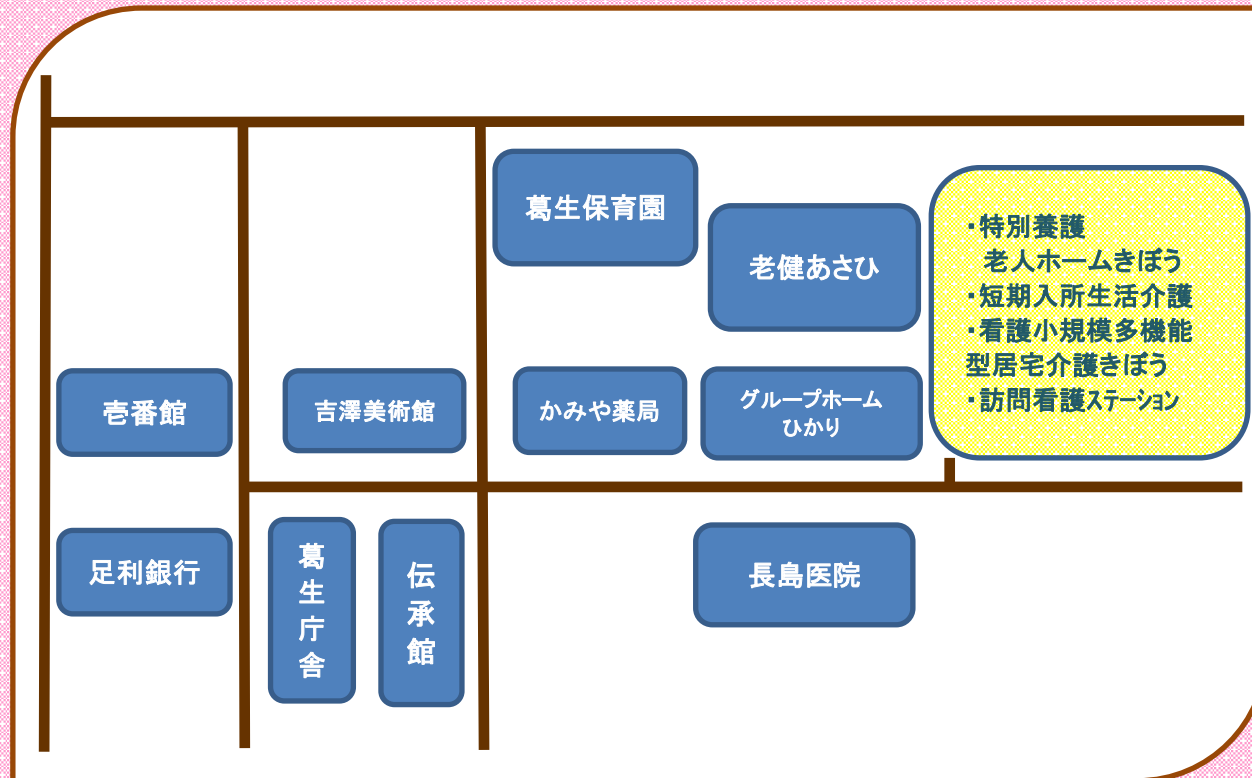 葛生保育園
老健あさひ
・特別養護
老人ホームきぼう
・短期入所生活介護
・看護小規模多機能
型居宅介護きぼう
・訪問看護ステーション
壱番館
吉澤美術館
かみや薬局
グループホーム
ひかり
足利銀行
葛生庁舎
伝承館
長島医院